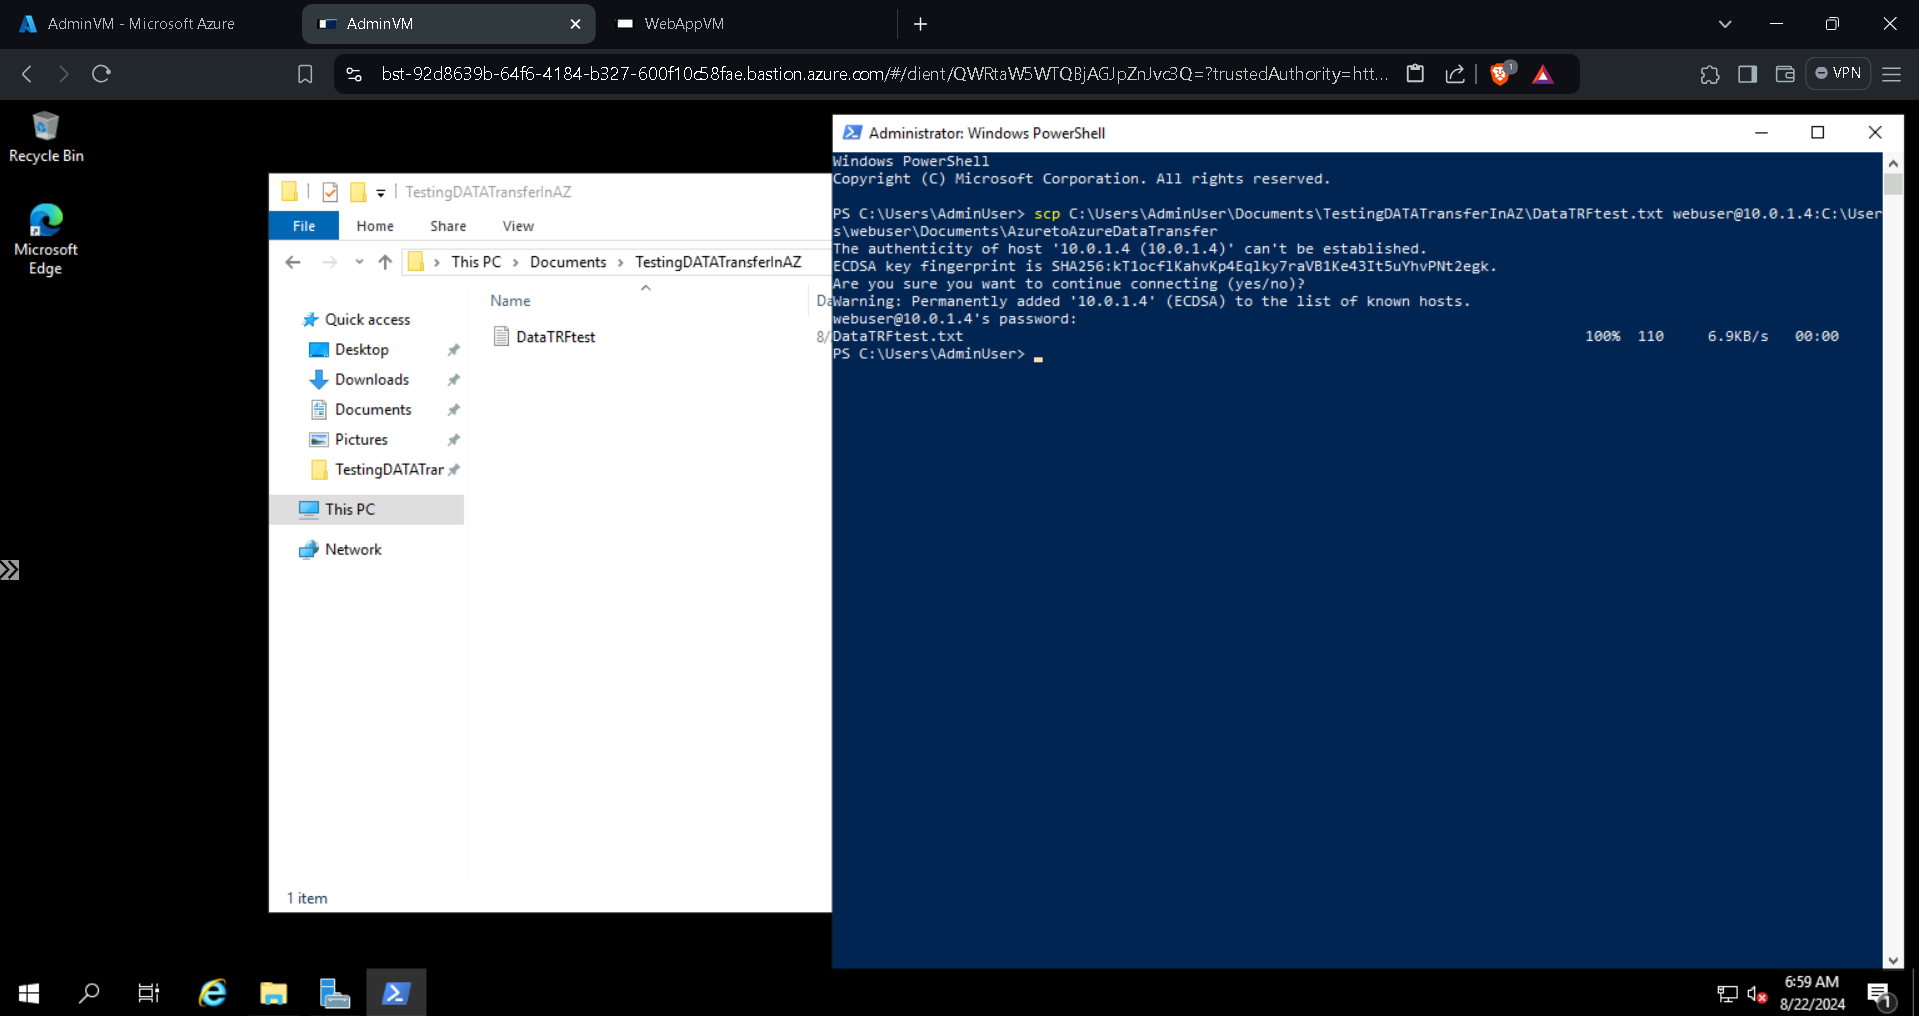 AdminVM - Microsoft Azure
AdminVM
WebAppVM
bst-92d8639b-64f6-4184-b327-600f10c58fae.bastion.azure.com/#/client/QWRtaW5WTQBjAGJpZnJvc3Q=?trustedAuthority=htt...
1
VPN
Recycle Bin
Microsoft
Edge
TestingDATATransferInAZ
File Home Share View
This PC > Documents > TestingDATATransferInAZ
Name
DataTRFtest
8/
Quick access
Desktop
Downloads
Documents
Pictures
TestingDATATrar
This PC
Network
1 item
Administrator: Windows PowerShell
Windows PowerShell
Copyright (C) Microsoft Corporation. All rights reserved.
PS C:\Users\AdminUser> scp C:\Users\AdminUser\Documents\TestingDATATransferInAZ\DataTRFtest.txt webuser@10.0.1.4:C:\User
s\webuser\Documents\AzuretoAzureDataTransfer
The authenticity of host '10.0.1.4 (10.0.1.4)' can't be established.
ECDSA key fingerprint is SHA256:kT1ocflKahvKp4Eqlky7raVB1Ke43It5uYhvPNt2egk.
Are you sure you want to continue connecting (yes/no)?
Warning: Permanently added '10.0.1.4' (ECDSA) to the list of known hosts.
webuser@10.0.1.4's password:
DataTRFtest.txt 100% 110 6.9KB/s 00:00
PS C:\Users\AdminUser>
6:59 AM
8/22/2024
1